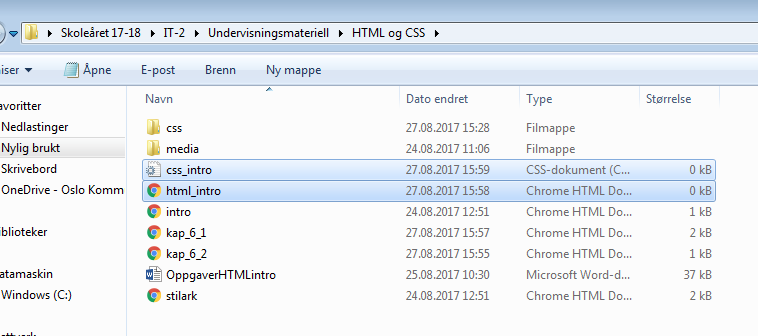 Skoleåret 17-18 IT-2 Undervisningsmateriell HTML og CSS
iser Åpne E-post Brenn Ny mappe
Navn Dato endret Type Størrelse
avoritter
Nedlastinger
Nylig brukt
Skrivebord
OneDrive - Oslo Komm
iblioteker
atamaskin
Windows (C:)
ettverk
css 27.08.2017 15:28 Filmappe
media 24.08.2017 11:06 Filmappe
css_intro 27.08.2017 15:59 CSS-dokument (C... 0 kB
html_intro 27.08.2017 15:58 Chrome HTML Do... 0 kB
intro 24.08.2017 12:51 Chrome HTML Do... 1 kB
kap_6_1 27.08.2017 15:57 Chrome HTML Do... 2 kB
kap_6_2 27.08.2017 15:55 Chrome HTML Do... 1 kB
OppgaverHTMLintro 25.08.2017 10:30 Microsoft Word-d... 37 kB
stilark 24.08.2017 12:51 Chrome HTML Do... 2 kB